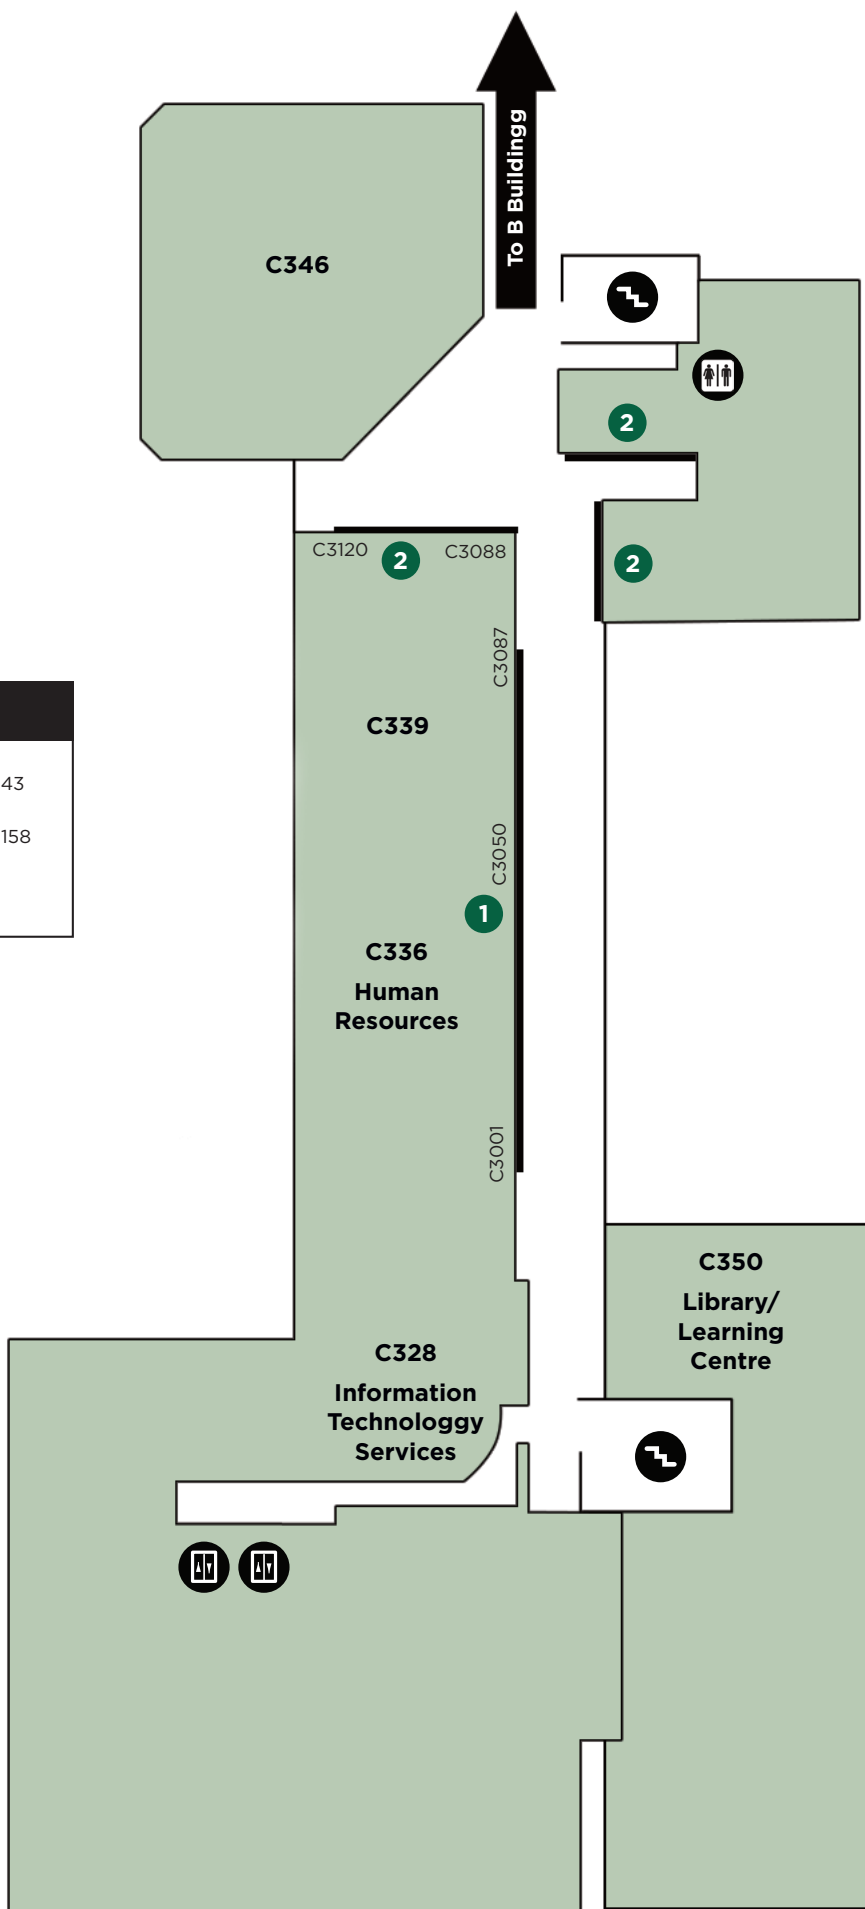 To B Buildingg
C346
2
C3120
2
C3088
2
C3087
C339
43
158
C3050
1
C336
Human
Resources
C3001
C350
Library/
Learning
Centre
C328
Information
Technologgy
Services